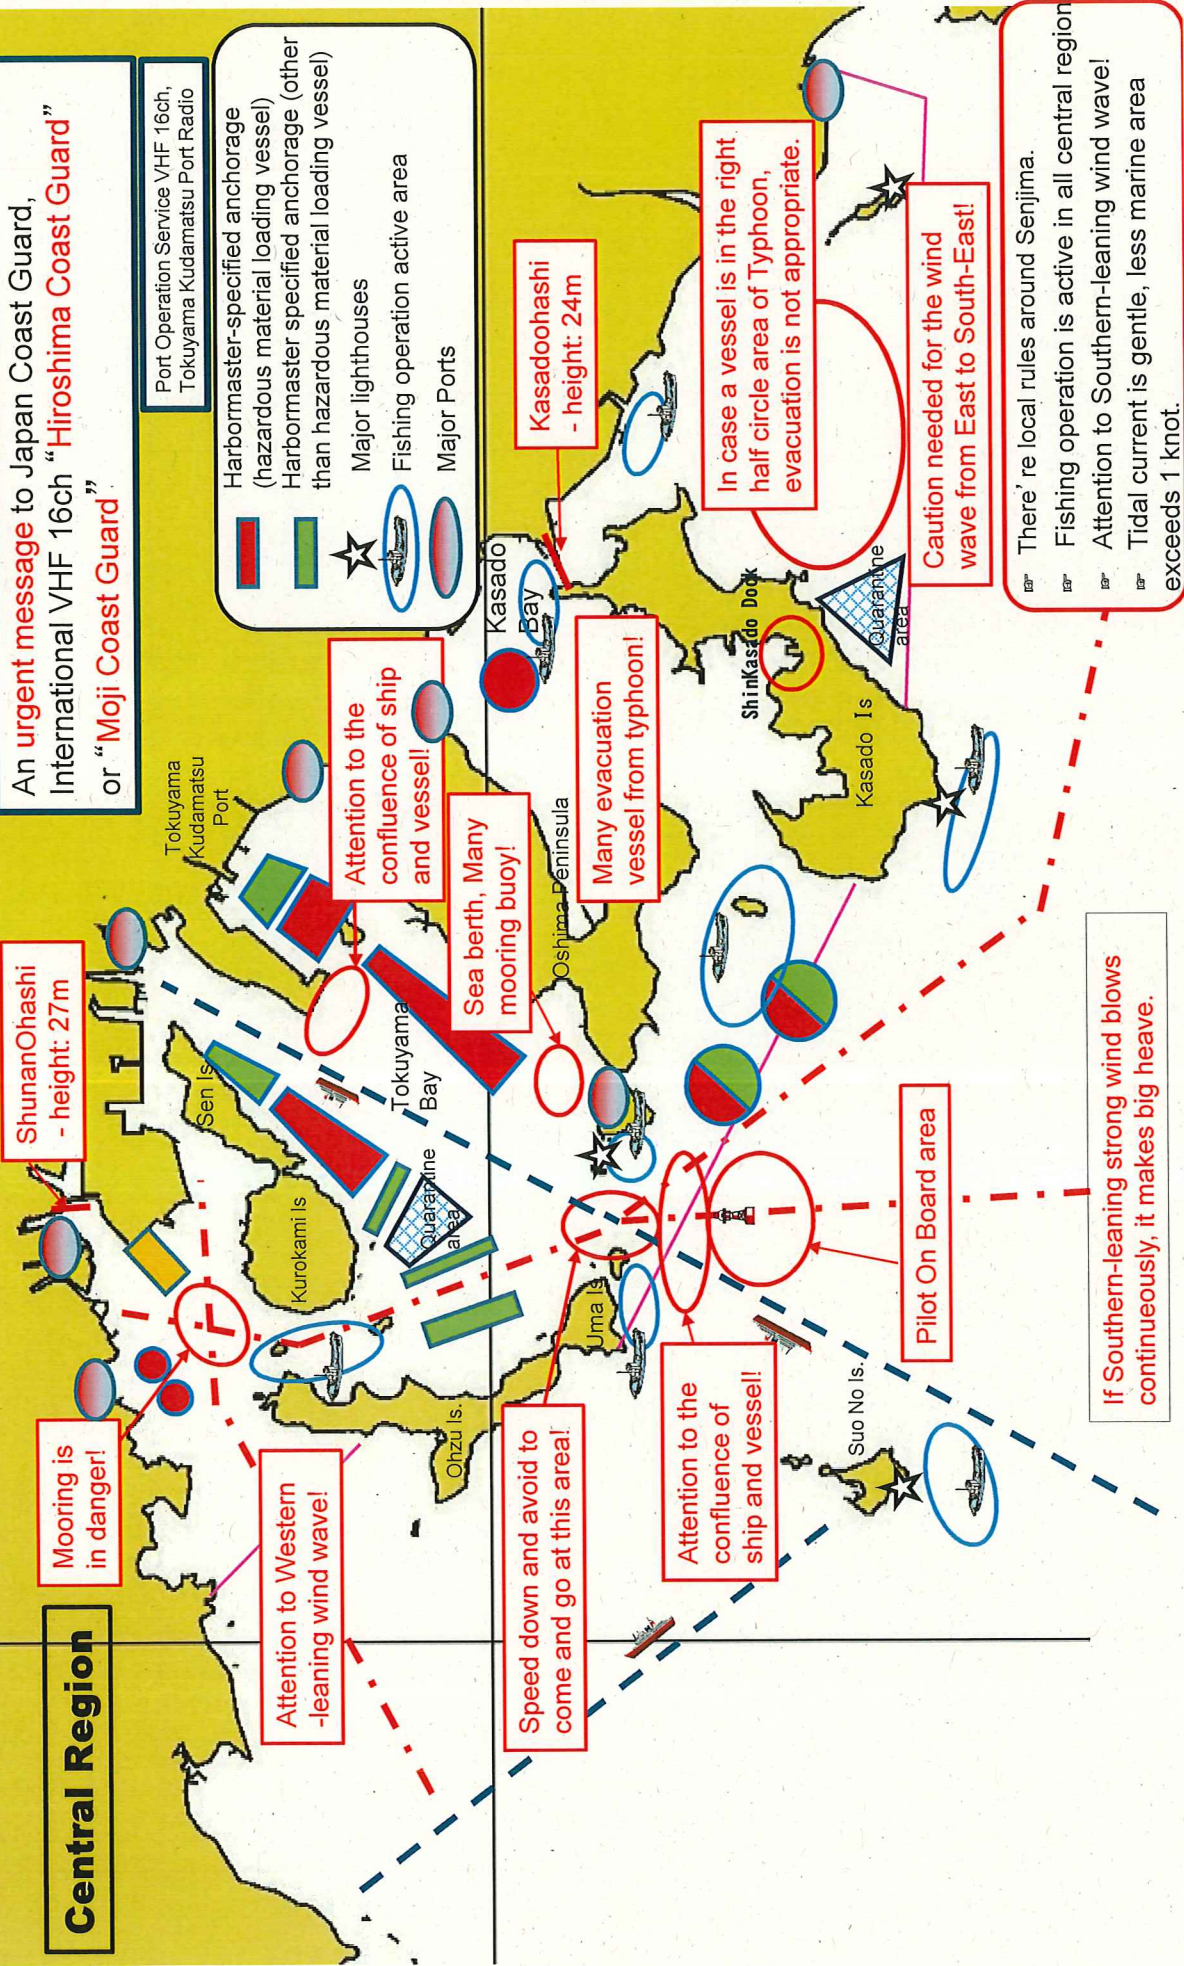 Central Region
An urgent message to Japan Coast Guard,
International VHF 16ch “Hiroshima Coast Guard”
or “Moji Coast Guard”
Port Operation Service VHF 16ch,
Tokuyama Kudamatsu Port Radio
Harbormaster-specified anchorage
(hazardous material loading vessel)
Harbormaster specified anchorage (other
than hazardous material loading vessel)
Major lighthouses
Fishing operation active area
Major Ports
Mooring is
in danger!
ShunanOhashi
- height: 27m
Tokuyama
Kudamatsu
Port
Sen Is
Kurokami Is
Quarantine
area
Tokuyama
Bay
Attention to the
confluence of ship
and vessel!
Sea berth, Many
mooring buoy!
Oshima Peninsula
Kasado
Bay
Kasadoohashi
- height: 24m
Many evacuation
vessel from typhoon!
ShinKasado Dock
Kasado Is
Quarantine
area
In case a vessel is in the right
half circle area of Typhoon,
evacuation is not appropriate.
Caution needed for the wind
wave from East to South-East!
Attention to Western
-leaning wind wave!
Ohzu Is.
Uma Is
Speed down and avoid to
come and go at this area!
Attention to the
confluence of
ship and vessel!
Suo No Is.
Pilot On Board area
If Southern-leaning strong wind blows
continueously, it makes big heave.
☞ There’ re local rules around Senjima.
☞ Fishing operation is active in all central region
☞ Attention to Southern-leaning wind wave!
☞ Tidal current is gentle, less marine area
exceeds 1 knot.